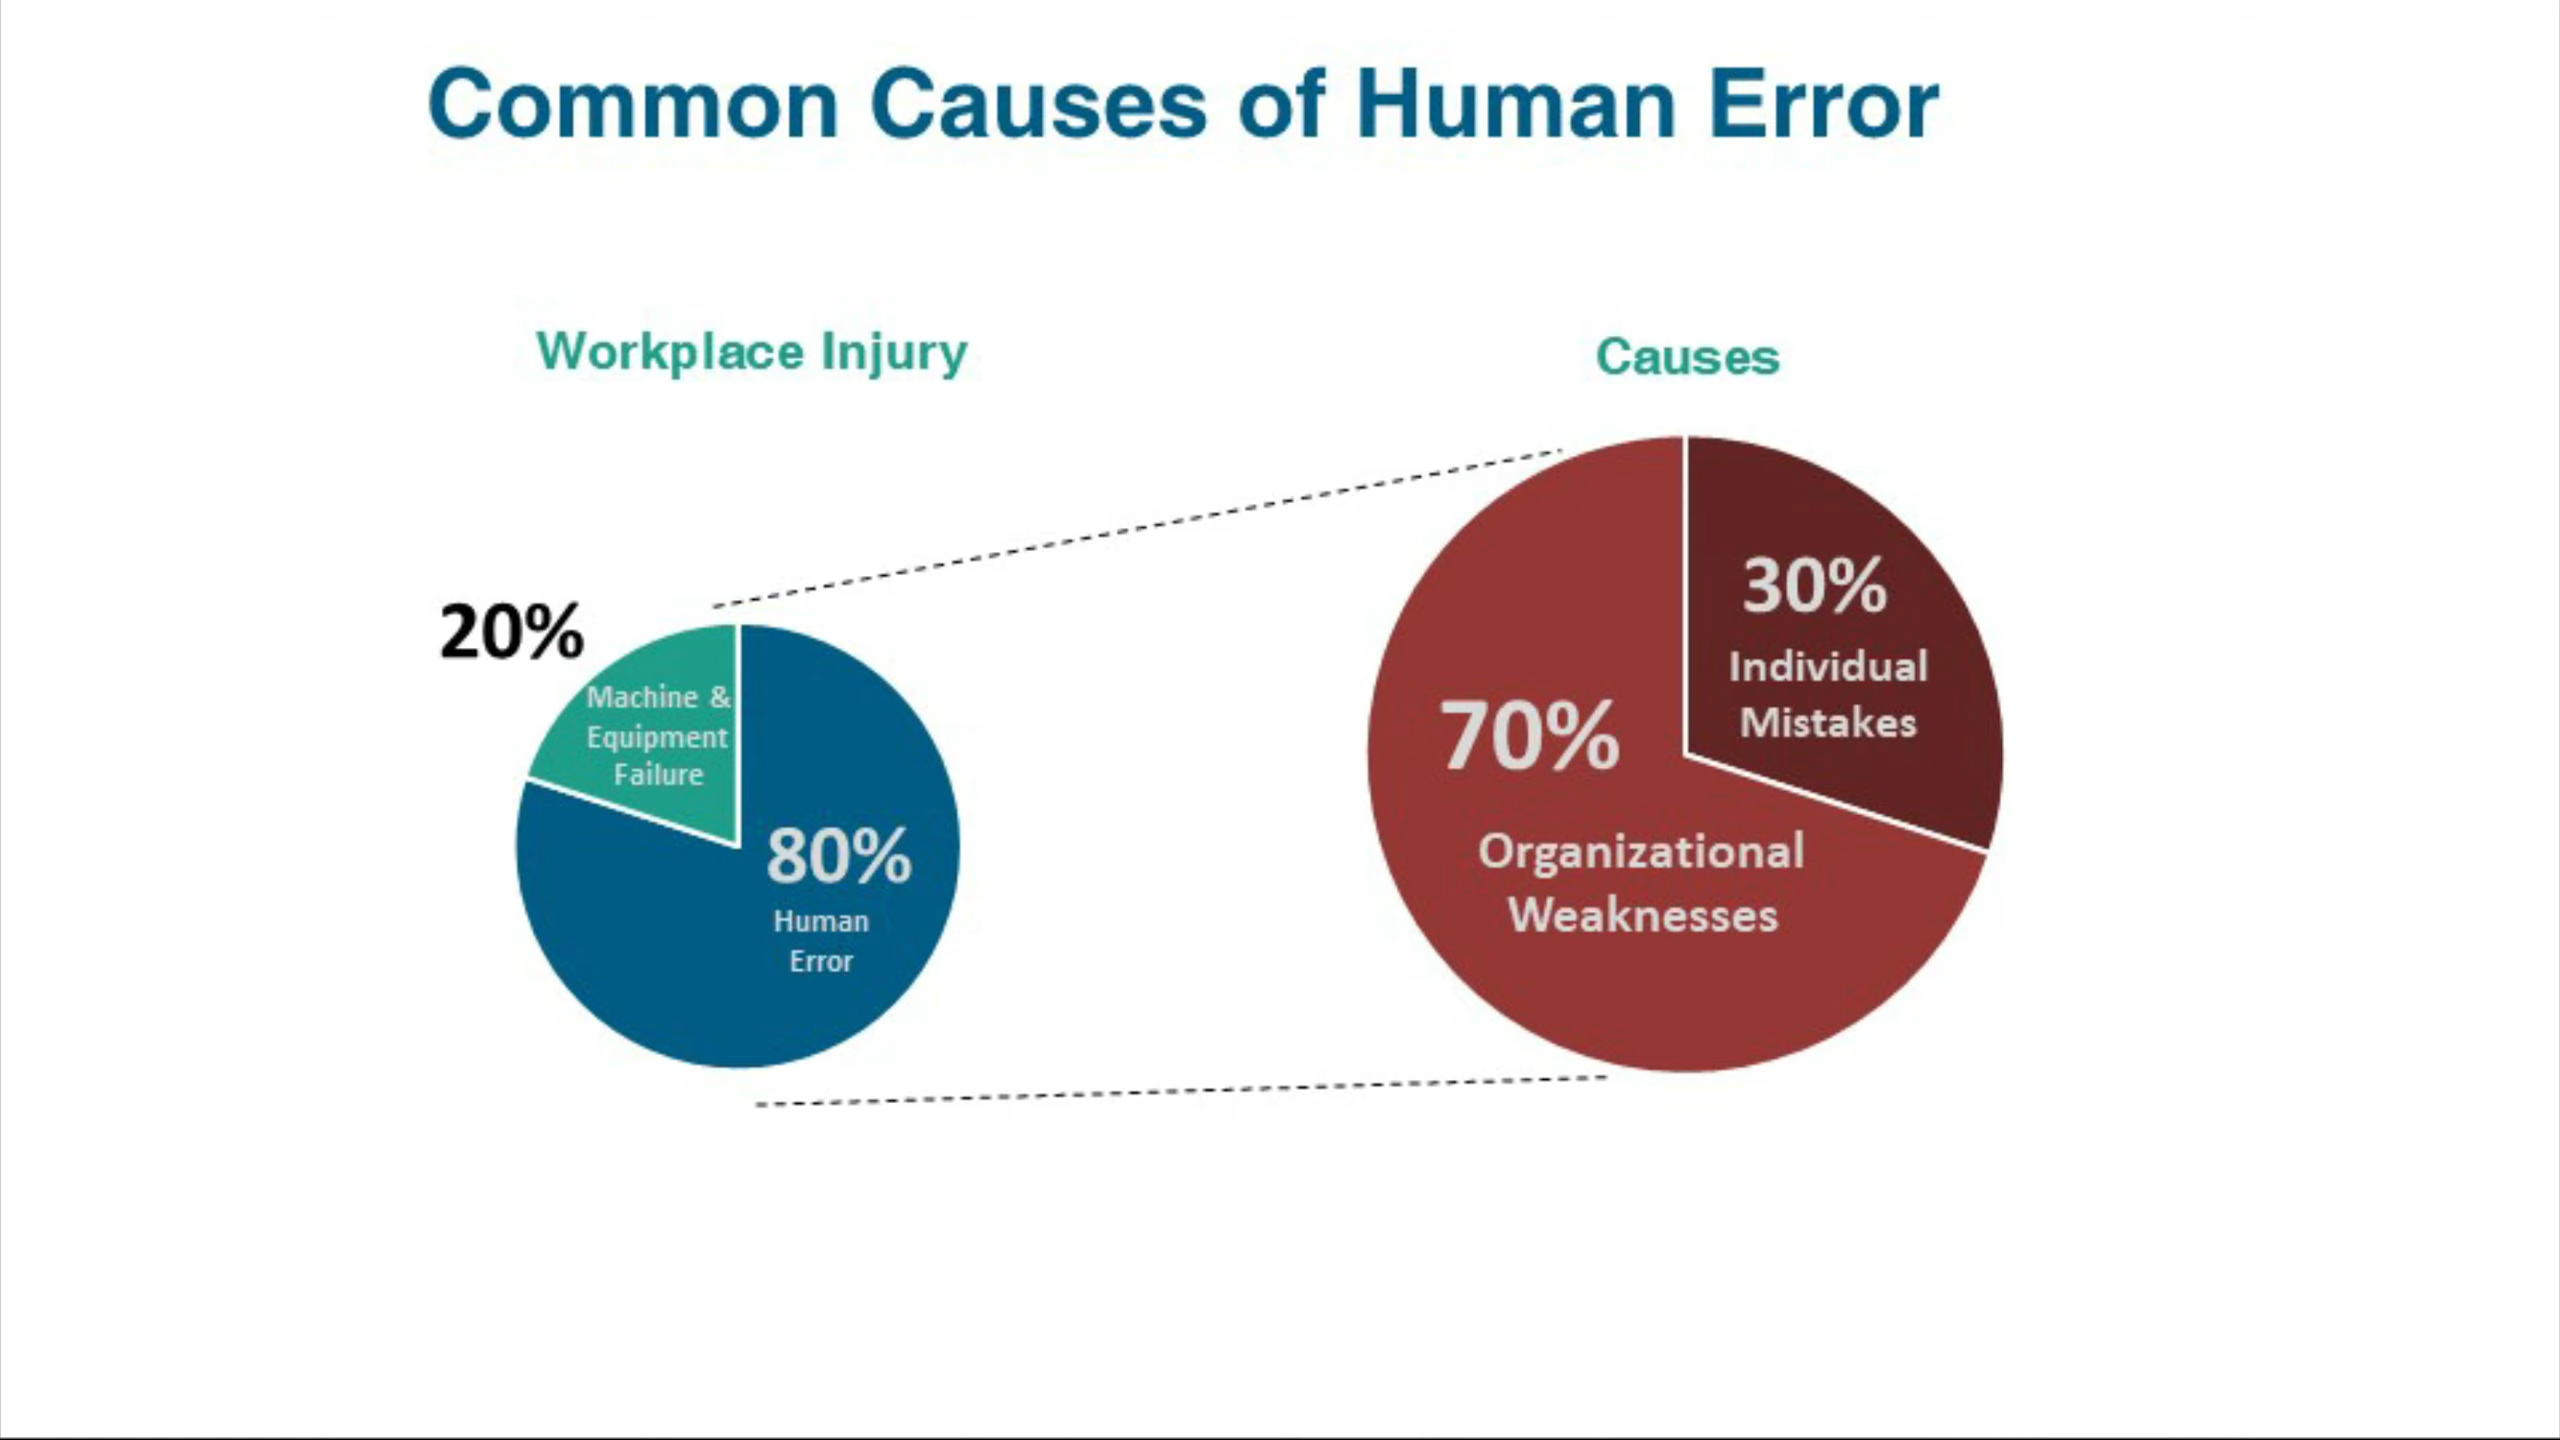 Common Causes of Human Error
Workplace Injury
20%
Machine &
Equipment
Failure
80%
Human
Error
Causes
30%
Individual
Mistakes
70%
Organizational
Weaknesses